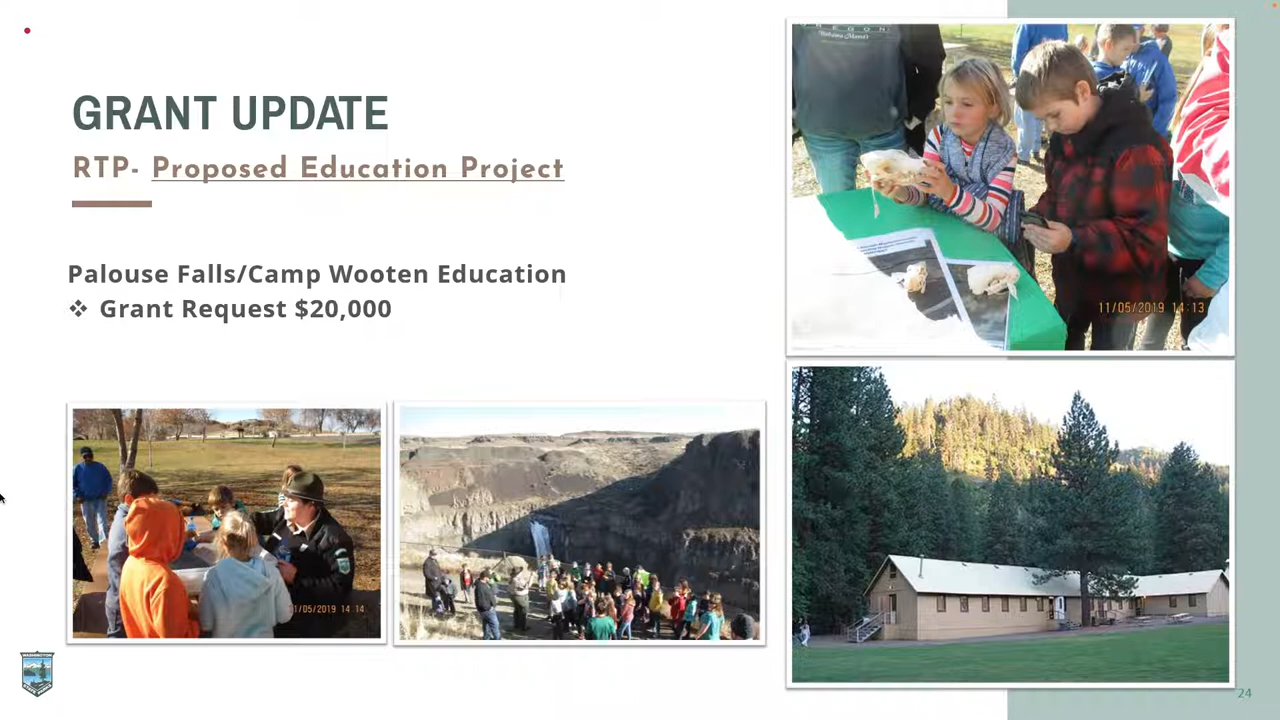 GRANT UPDATE
RTP- Proposed Education Project
Palouse Falls/Camp Wooten Education
❖ Grant Request $20,000
OREGON
11/05/2019 14:13
11/05/2019 14 14
24